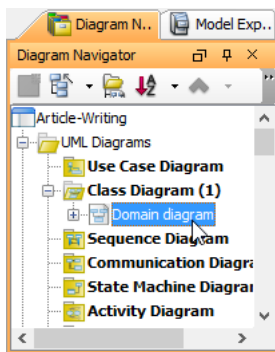 Diagram N.. Model Exp..
Diagram Navigator
Article-Writing
UML Diagrams
Use Case Diagram
Class Diagram (1)
Domain diagram
Sequence Diagram
Communication Diagra
State Machine Diagrar
Activity Diagram